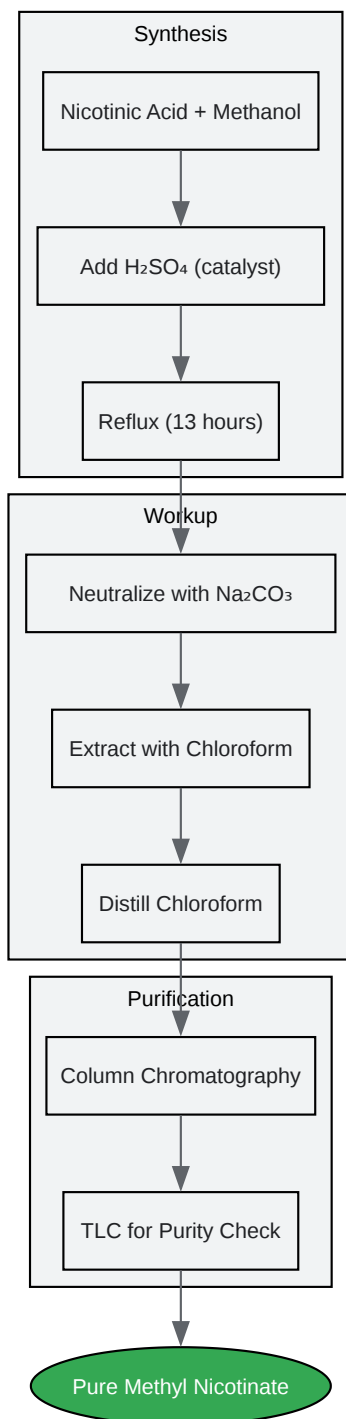 Synthesis
Nicotinic Acid + Methanol
Add H₂SO₄ (catalyst)
Reflux (13 hours)
Workup
Neutralize with Na₂CO₃
Extract with Chloroform
Distill Chloroform
Purification
Column Chromatography
TLC for Purity Check
Pure Methyl Nicotinate